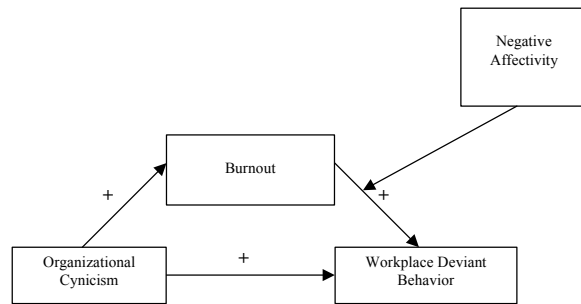 Negative
Affectivity
Burnout
+
+
Organizational
Cynicism
+
Workplace Deviant
Behavior